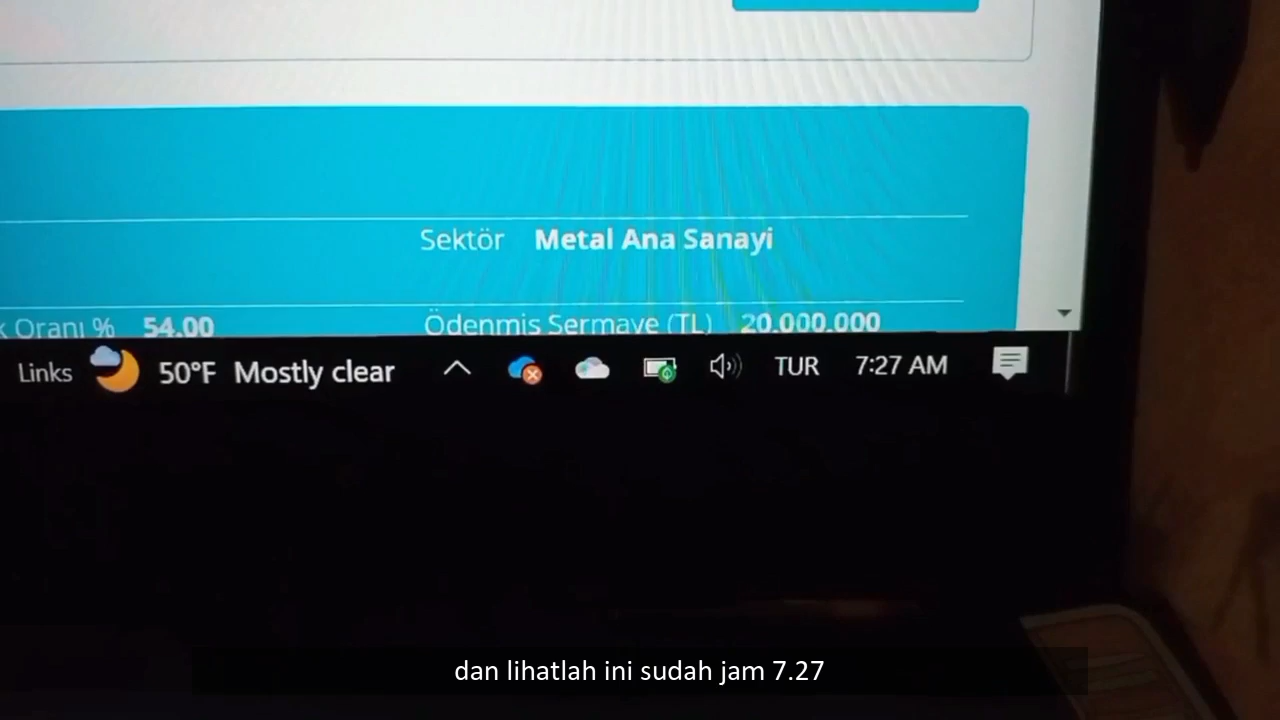 Sektör Metal Ana Sanayi
Oranı % 54.00 Ödenmiş Sermaye (TL) 20.000.000
Links 50°F Mostly clear TUR 7:27 AM
dan lihatlah ini sudah jam 7.27